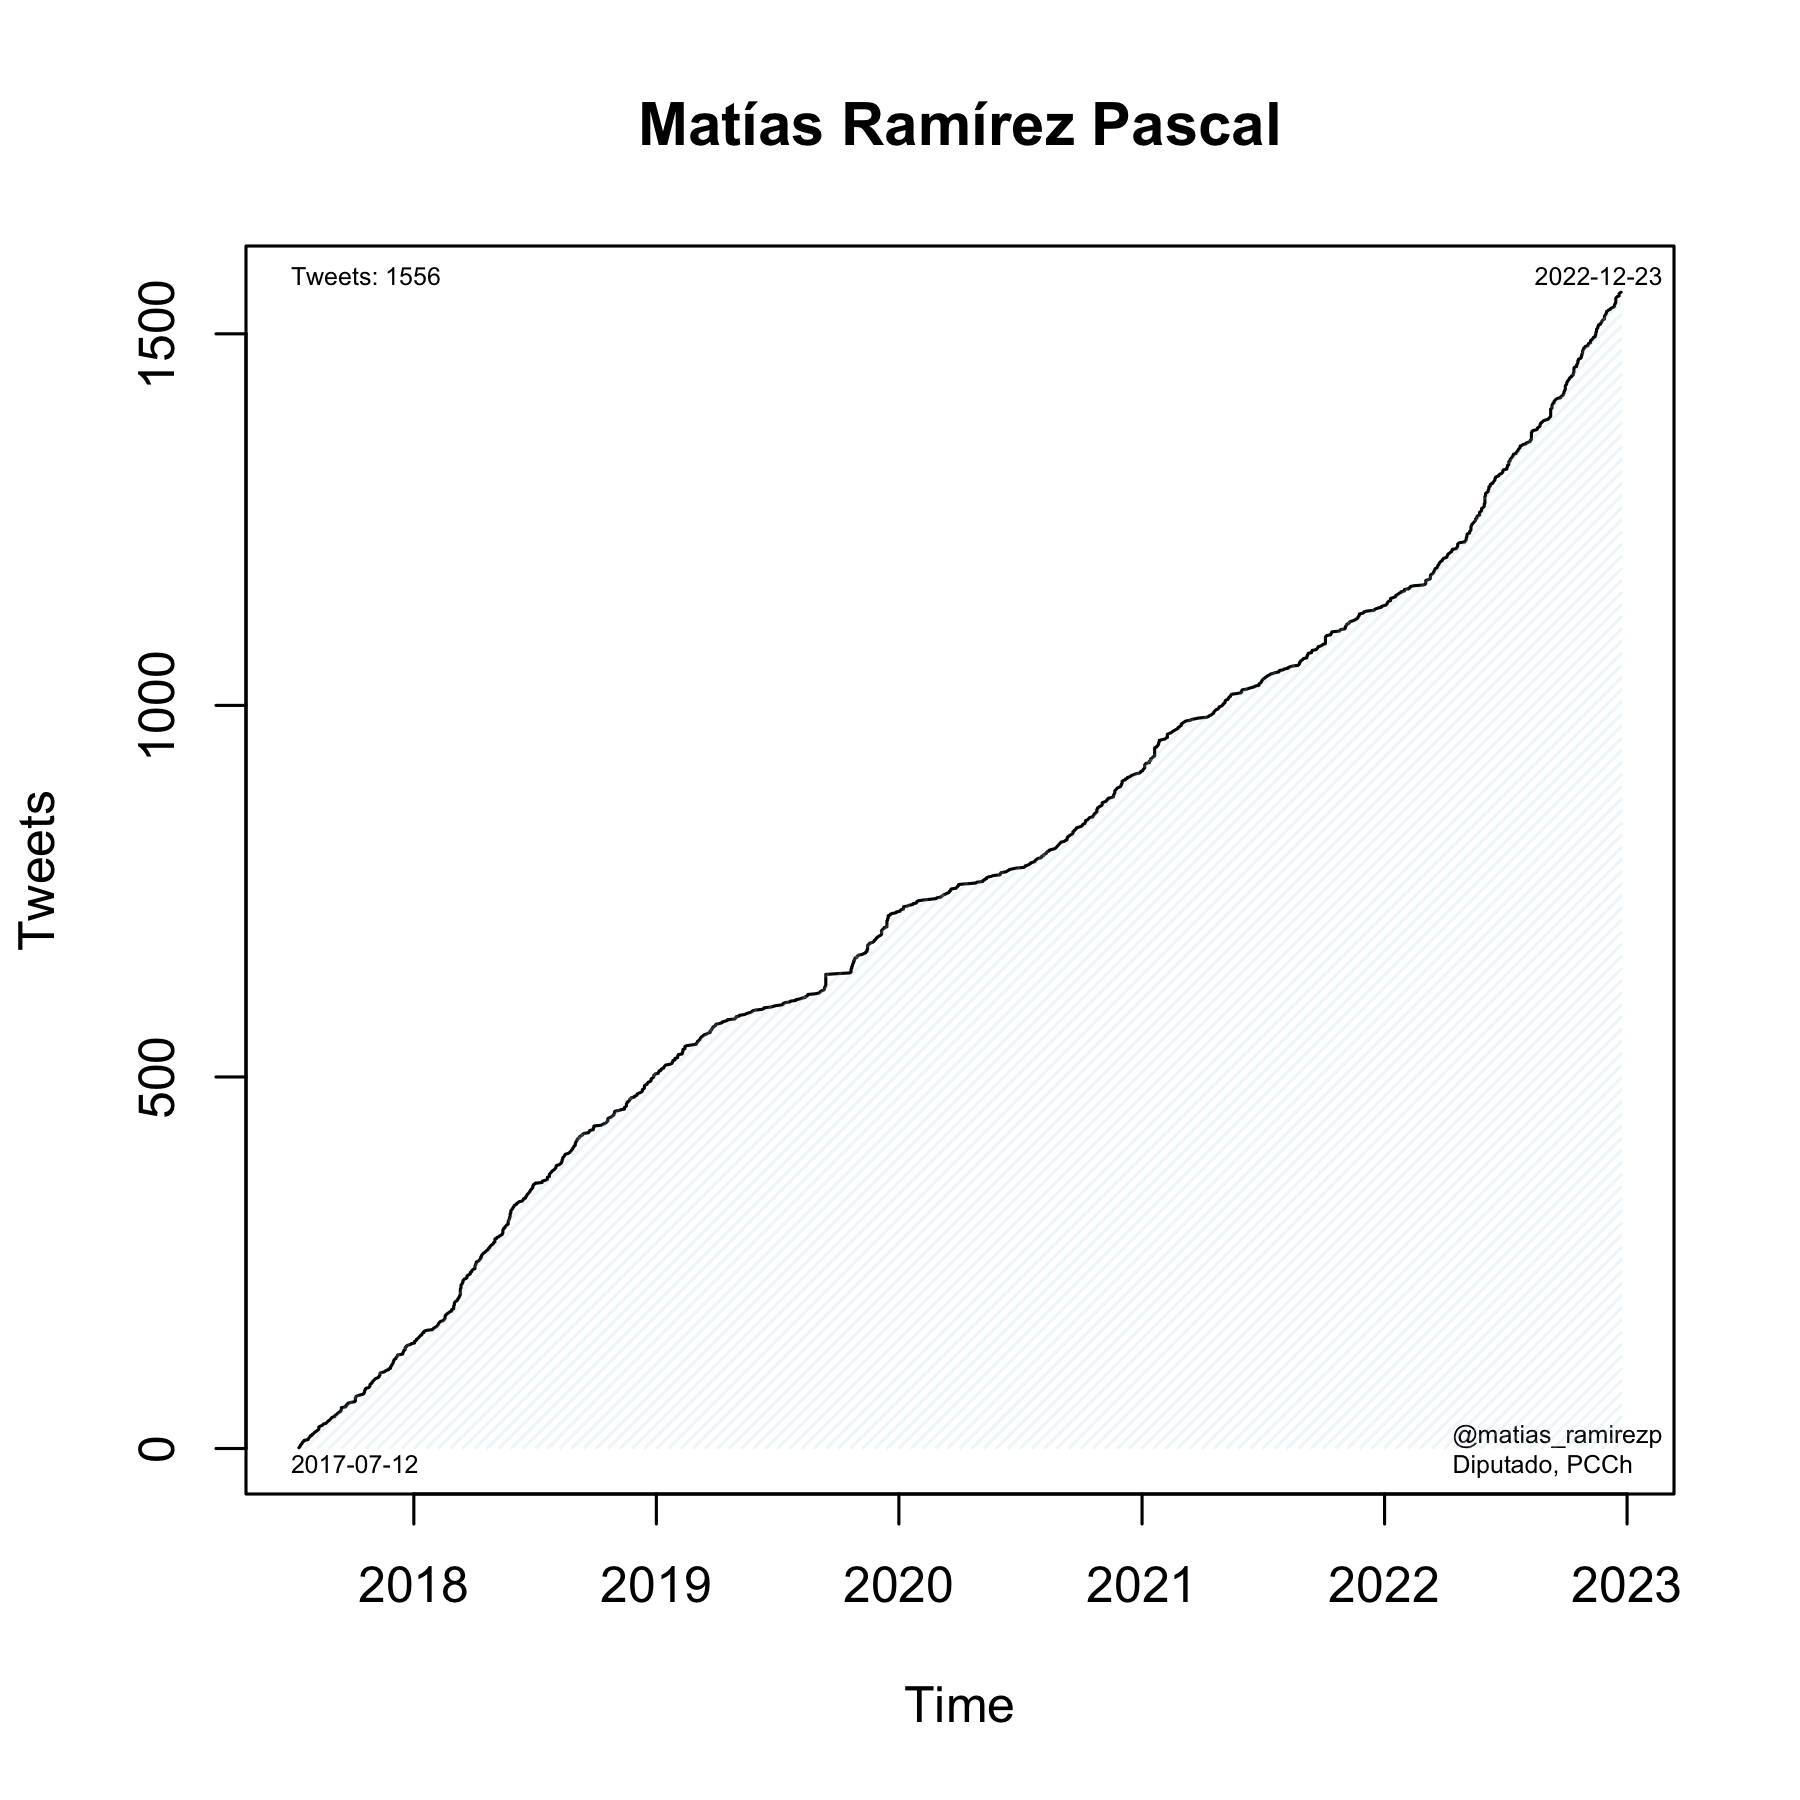 Matías Ramírez Pascal
Tweets: 1556
2022-12-23
1500
1000
500
0
Tweets
2017-07-12
@matias_ramirezp
Diputado, PCCh
2018
2019
2020
2021
2022
2023
Time